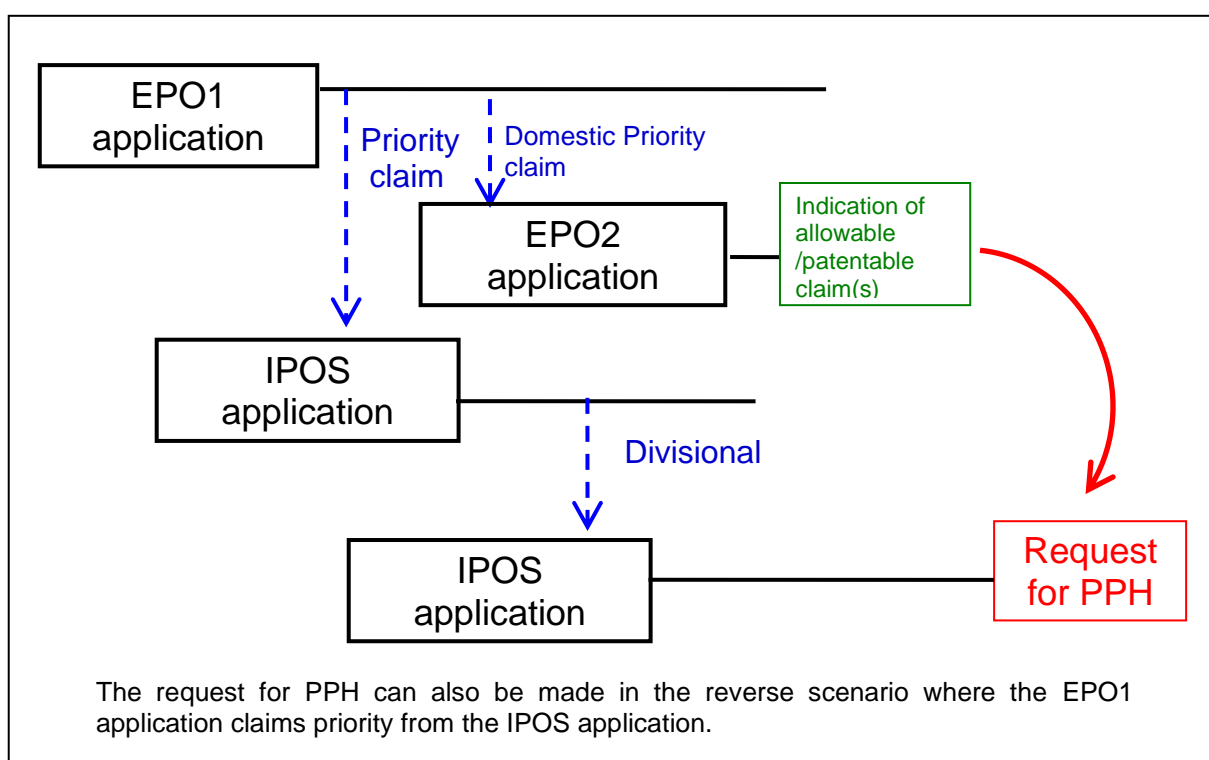 EPO1
application
Priority
claim
Domestic Priority
claim
EPO2
application
Indication of
allowable
/patentable
claim(s)
IPOS
application
Divisional
IPOS
application
Request
for PPH
The request for PPH can also be made in the reverse scenario where the EPO1
application claims priority from the IPOS application.